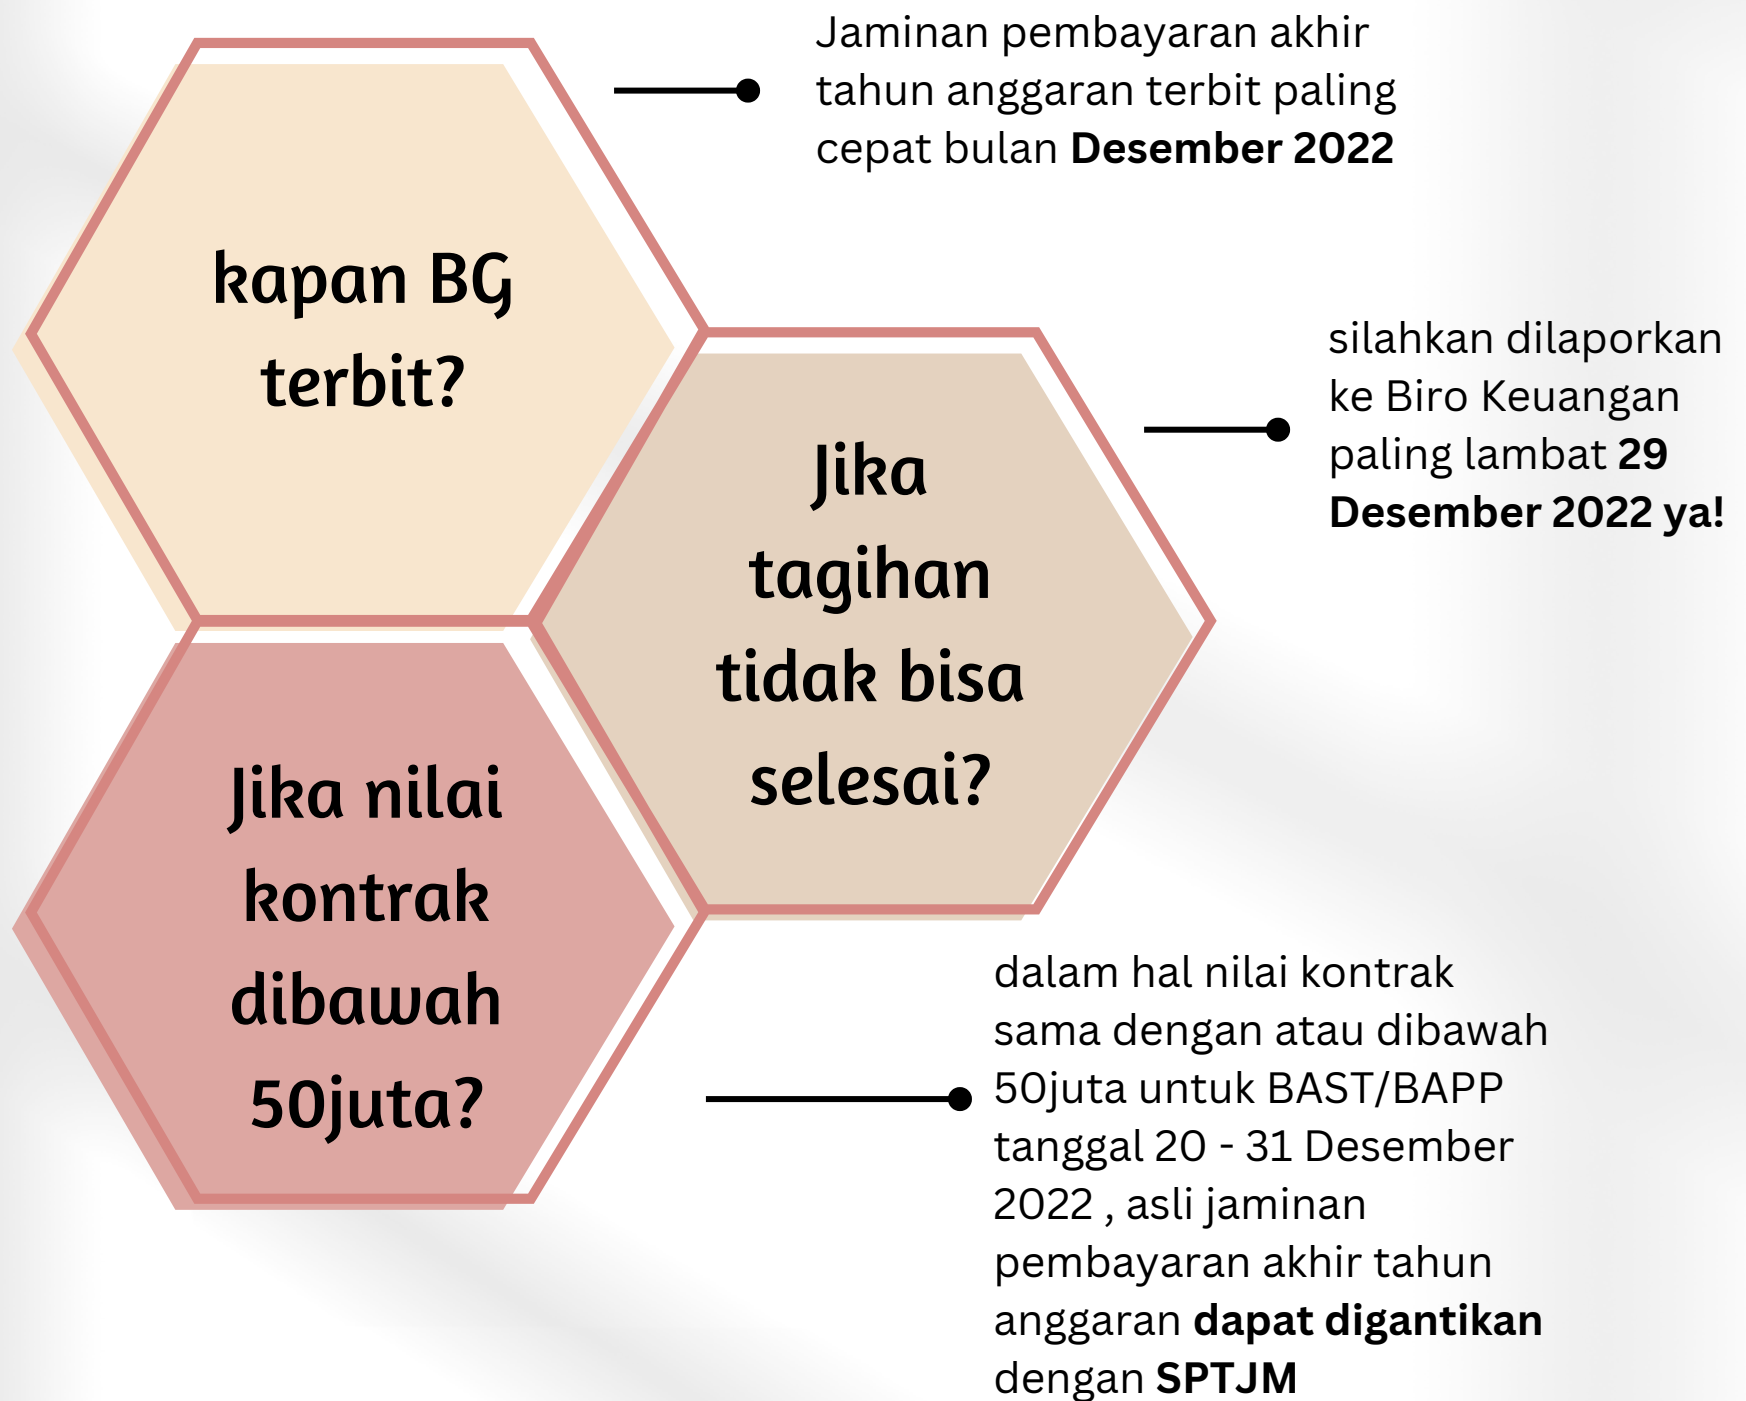 kapan BG
terbit?
Jaminan pembayaran akhir
tahun anggaran terbit paling
cepat bulan Desember 2022
Jika
tagihan
tidak bisa
selesai?
silahkan dilaporkan
ke Biro Keuangan
paling lambat 29
Desember 2022 ya!
Jika nilai
kontrak
dibawah
50juta?
dalam hal nilai kontrak
sama dengan atau dibawah
50juta untuk BAST/BAPP
tanggal 20 - 31 Desember
2022 , asli jaminan
pembayaran akhir tahun
anggaran dapat digantikan
dengan SPTJM